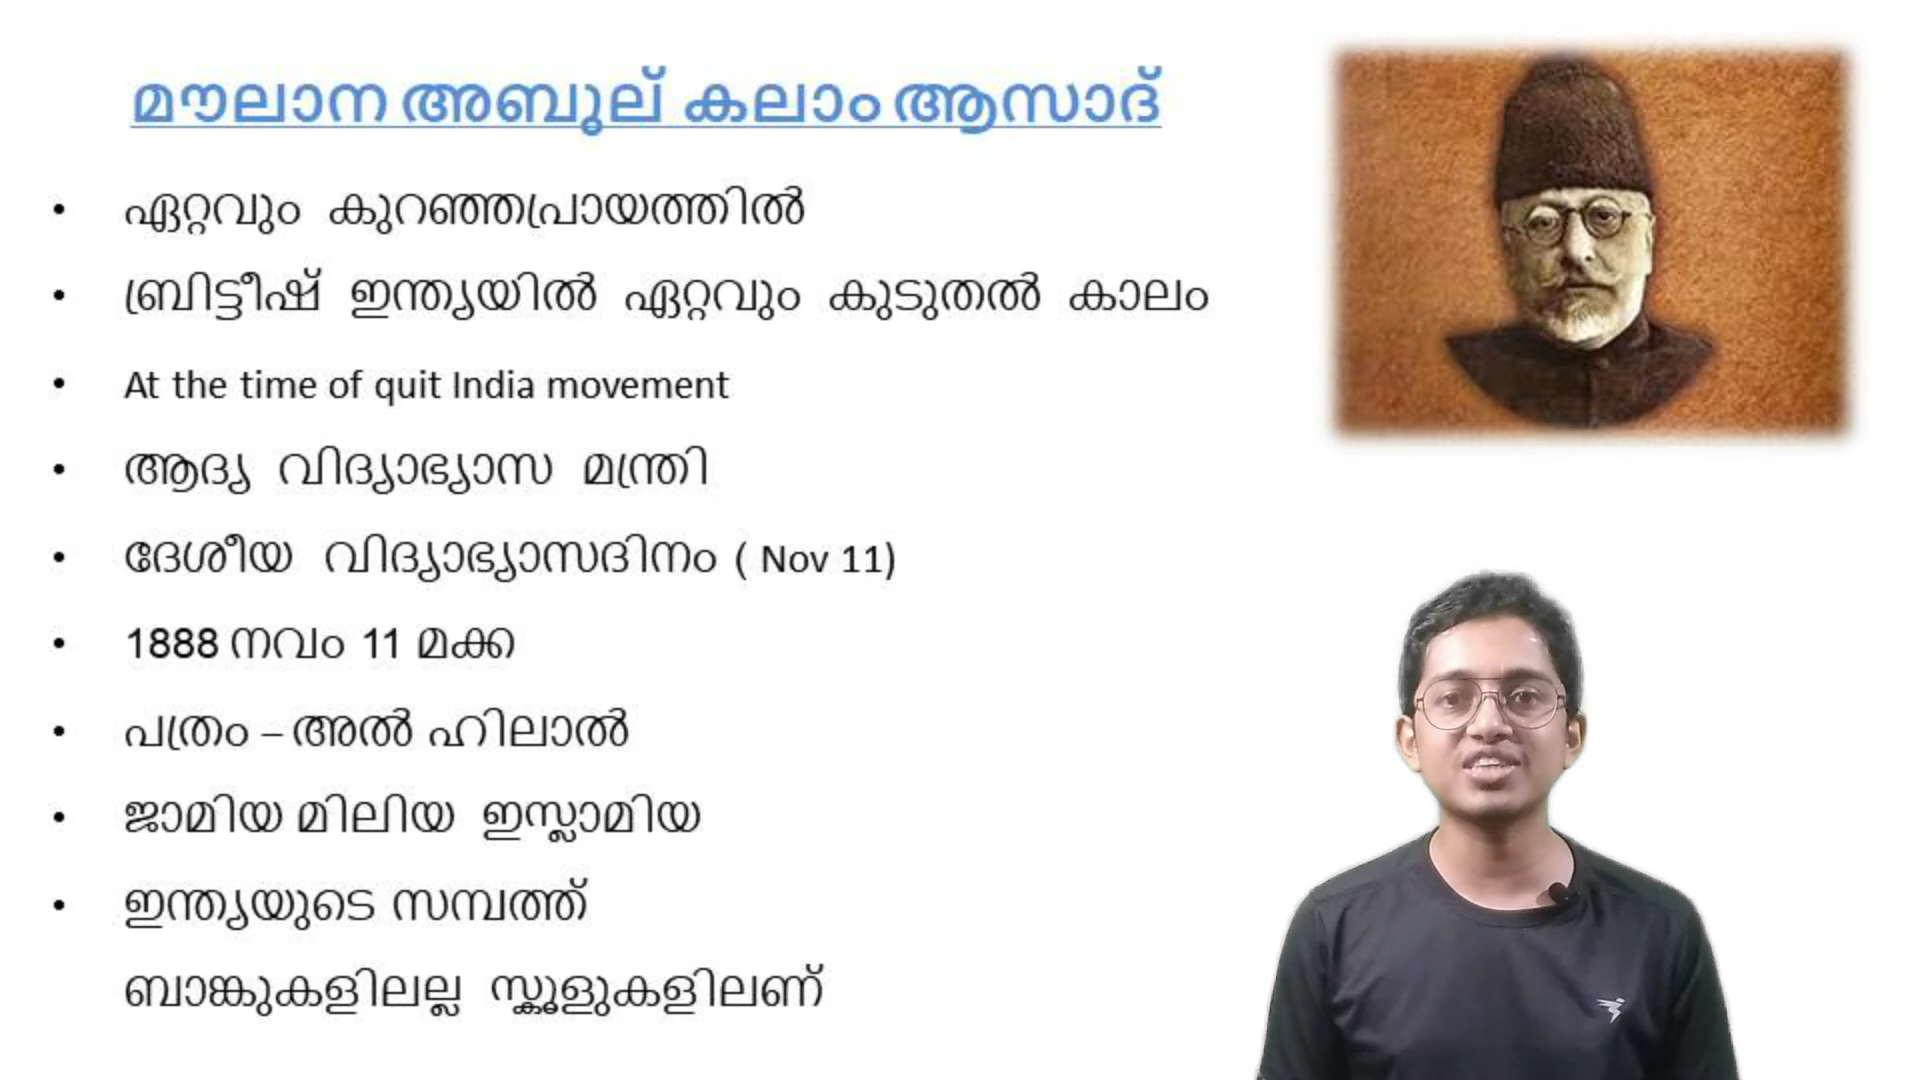 മൗലാന അബുല് കലാം ആസാദ്
• ഏറ്റവും കുറഞ്ഞപ്രായത്തിൽ
• ബ്രിട്ടീഷ് ഇന്ത്യയിൽ ഏറ്റവും കുടുതൽ കാലം
• At the time of quit India movement
• ആദ്യ വിദ്യാഭ്യാസ മന്ത്രി
• ദേശീയ വിദ്യാഭ്യാസദിനം ( Nov 11)
• 1888 നവം 11 മക്ക
• പത്രം – അൽ ഹിലാൽ
• ജാമിയ മിലിയ ഇസ്ലാമിയ
• ഇന്ത്യയുടെ സമ്പത്ത്
ബാങ്കുകളിലല്ല സ്കൂളുകളിലണ്